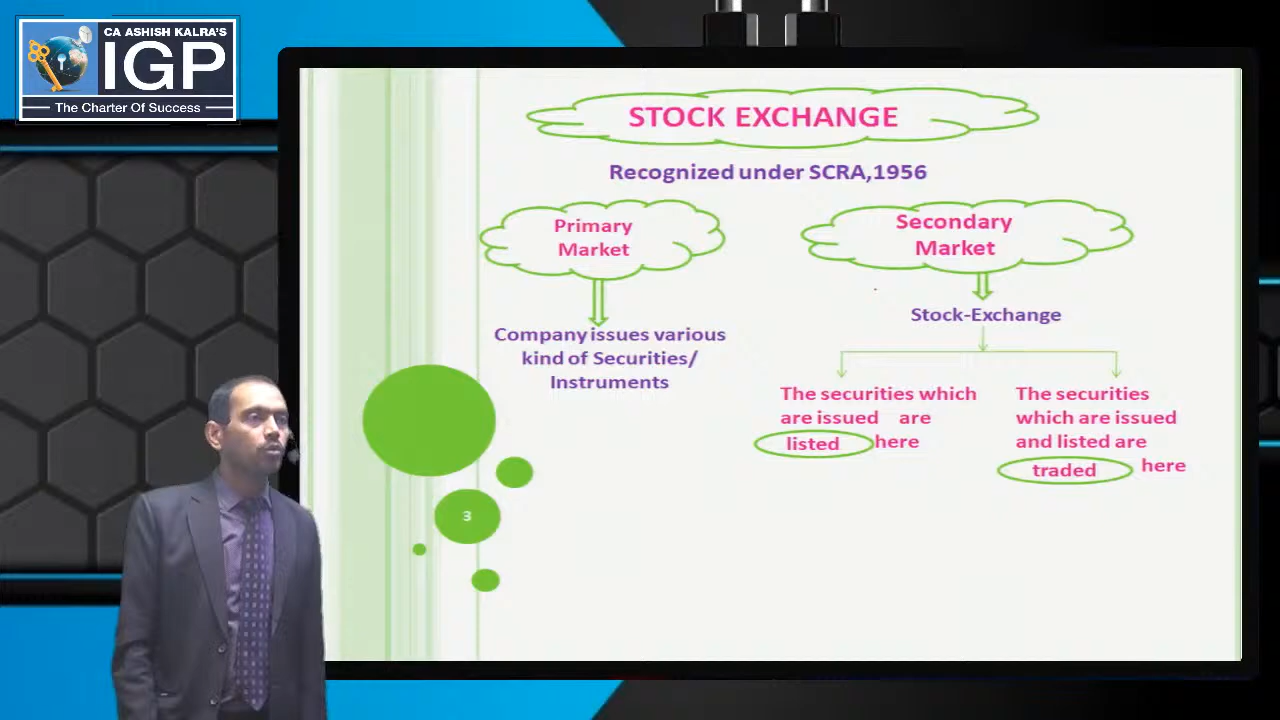 CA ASHISH KALRA'S
IGP
The Charter Of Success
STOCK EXCHANGE
Recognized under SCRA,1956
Primary
Market
Secondary
Market
Company issues various
kind of Securities/
Instruments
Stock-Exchange
The securities which
are issued are
listed here
The securities
which are issued
and listed are
traded here
3